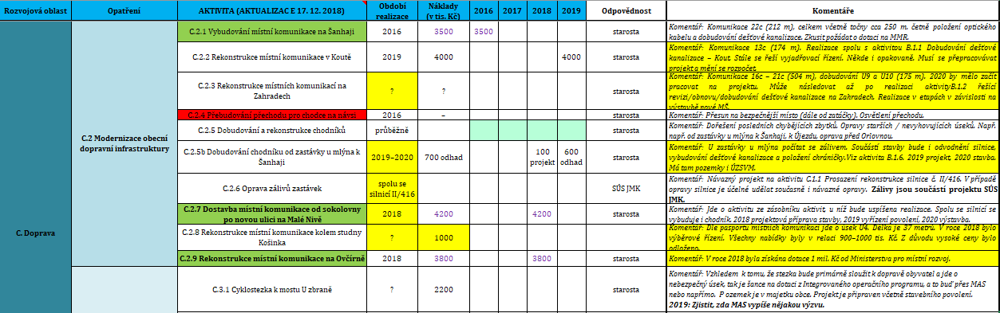 Rozvojová oblast Opatření AKTIVITA (AKTUALIZACE 17. 12. 2018) Období realizace Náklady (v tis. Kč) 2016 2017 2018 2019 Odpovědnost Komentáře
C. Doprava
C.2 Modernizace obecní
dopravní infrastruktury
C.2.1 Vybudování místní komunikace na Šanhaji 2016 3500 3500 starosta
Komentář: Komunikace 22c (212 m), celkem včetně točny cca 250 m. četně položení optického
kabelu a dobudování dešťové kanalizace. Zkusit požádat o dotaci na MMR.
C.2.2 Rekonstrukce místní komunikace v Koutě 2019 4000 4000 starosta
Komentář: Komunikace 13c (174 m). Realizace spolu s aktivitou B.1.1 Dobudování dešťové
kanalizace – Kout. Stále se řeší vyjadřovací řízení. Někde i opakovaně. Musí se přepracovávat
projekt a mění se rozpočet.
C.2.3 Rekonstrukce místních komunikací na
Zahradech
? ? starosta
Komentář: Komunikace 16c – 21c (504 m), dobudování U9 a U10 (175 m). 2020 by mělo začít
pracovat na projektu. Může následovat až po realizaci aktivityB.1.2 řešící
revizi/obnovu/dobudování dešťové kanalizace na Zahradech. Realizace v etapách v závislosti na
výstavbě nové MŠ.
C.2.4 Přebudování přechodu pro chodce na návsi 2016 – starosta
Komentář: Přesun na bezpečnější místo (dále od zatáčky). Osvětlení přechodu.
C.2.5 Dobudování a rekonstrukce chodníků průběžně starosta
Komentář: Dořešení posledních chybějících zbytků. Opravy starších / nevyhovujících úseků. Např.
např. od zastávky u mlýna k Šanhaji, k Újezdu, oprava před Orlovnou.
C.2.5b Dobudování chodníku od zastávky u mlýna k
Šanhaji
2019–2020 700 odhad 100 projekt 600 odhad starosta
Komentář: U zastávky u mlýna počítat se zálivem. Součástí stavby bude i odvodnění silnice,
vybudování dešťové kanalizace a položení chráničky.Viz aktivita B.1.6. 2019 projekt, 2020 stavba.
Má tam pozemky i ÚZSVM.
C.2.6 Oprava zálivů zastávek
spolu se
silnicí II/416
SÚS JMK
Komentář: Návazný projekt na aktivitu C.1.1 Prosazení rekonstrukce silnice č. II/416. V případě
opravy silnice je účelné udělat současně i návazné opravy. Zálivy jsou součástí projektu SÚS
JMK.
C.2.7 Dostavba místní komunikace od sokolovny
po novou ulici na Malé Nivě
2018 4200 4200 starosta
Komentář: Jde o aktivitu ze zásobníku aktivit, u níž bude uspíšena realizace. Spolu se silnicí se
vybuduje i chodník. 2018 projektová příprava stavby, 2019 vyřízení povolení, 2020 výstavba.
C.2.8 Rekonstrukce místní komunikace kolem studny
Košinka
? 1000 starosta
Komentář: Dle pasportu místních komunikací jde o úsek U4. Délka je 37 metrů. V roce 2018 bylo
výběrové řízení. Všechny nabídky byly v relaci 900–1000 tis. Kč. Z důvodu vysoké ceny bylo
odloženo.
C.2.9 Rekonstrukce místní komunikace na Ovčírně 2018 3800 3800 starosta
Komentář: V roce 2018 byla získána dotace 1 mil. Kč od Ministerstva pro místní rozvoj.
C.3.1 Cyklostezka k mostu U zbraně ? 2200 starosta
Komentář: Vzhledem k tomu, že stezka bude primárně sloužit k dopravě obyvatel a jde o
nebezpečný úsek, tak je šance na dotaci z Integrovaného operačního programu, a to buď přes MAS
nebo napřímo. P ozemek je v majetku obce. Projekt je připraven včetně stavebního povolení.
2019: Zjistit, zda MAS vypíše nějakou výzvu.